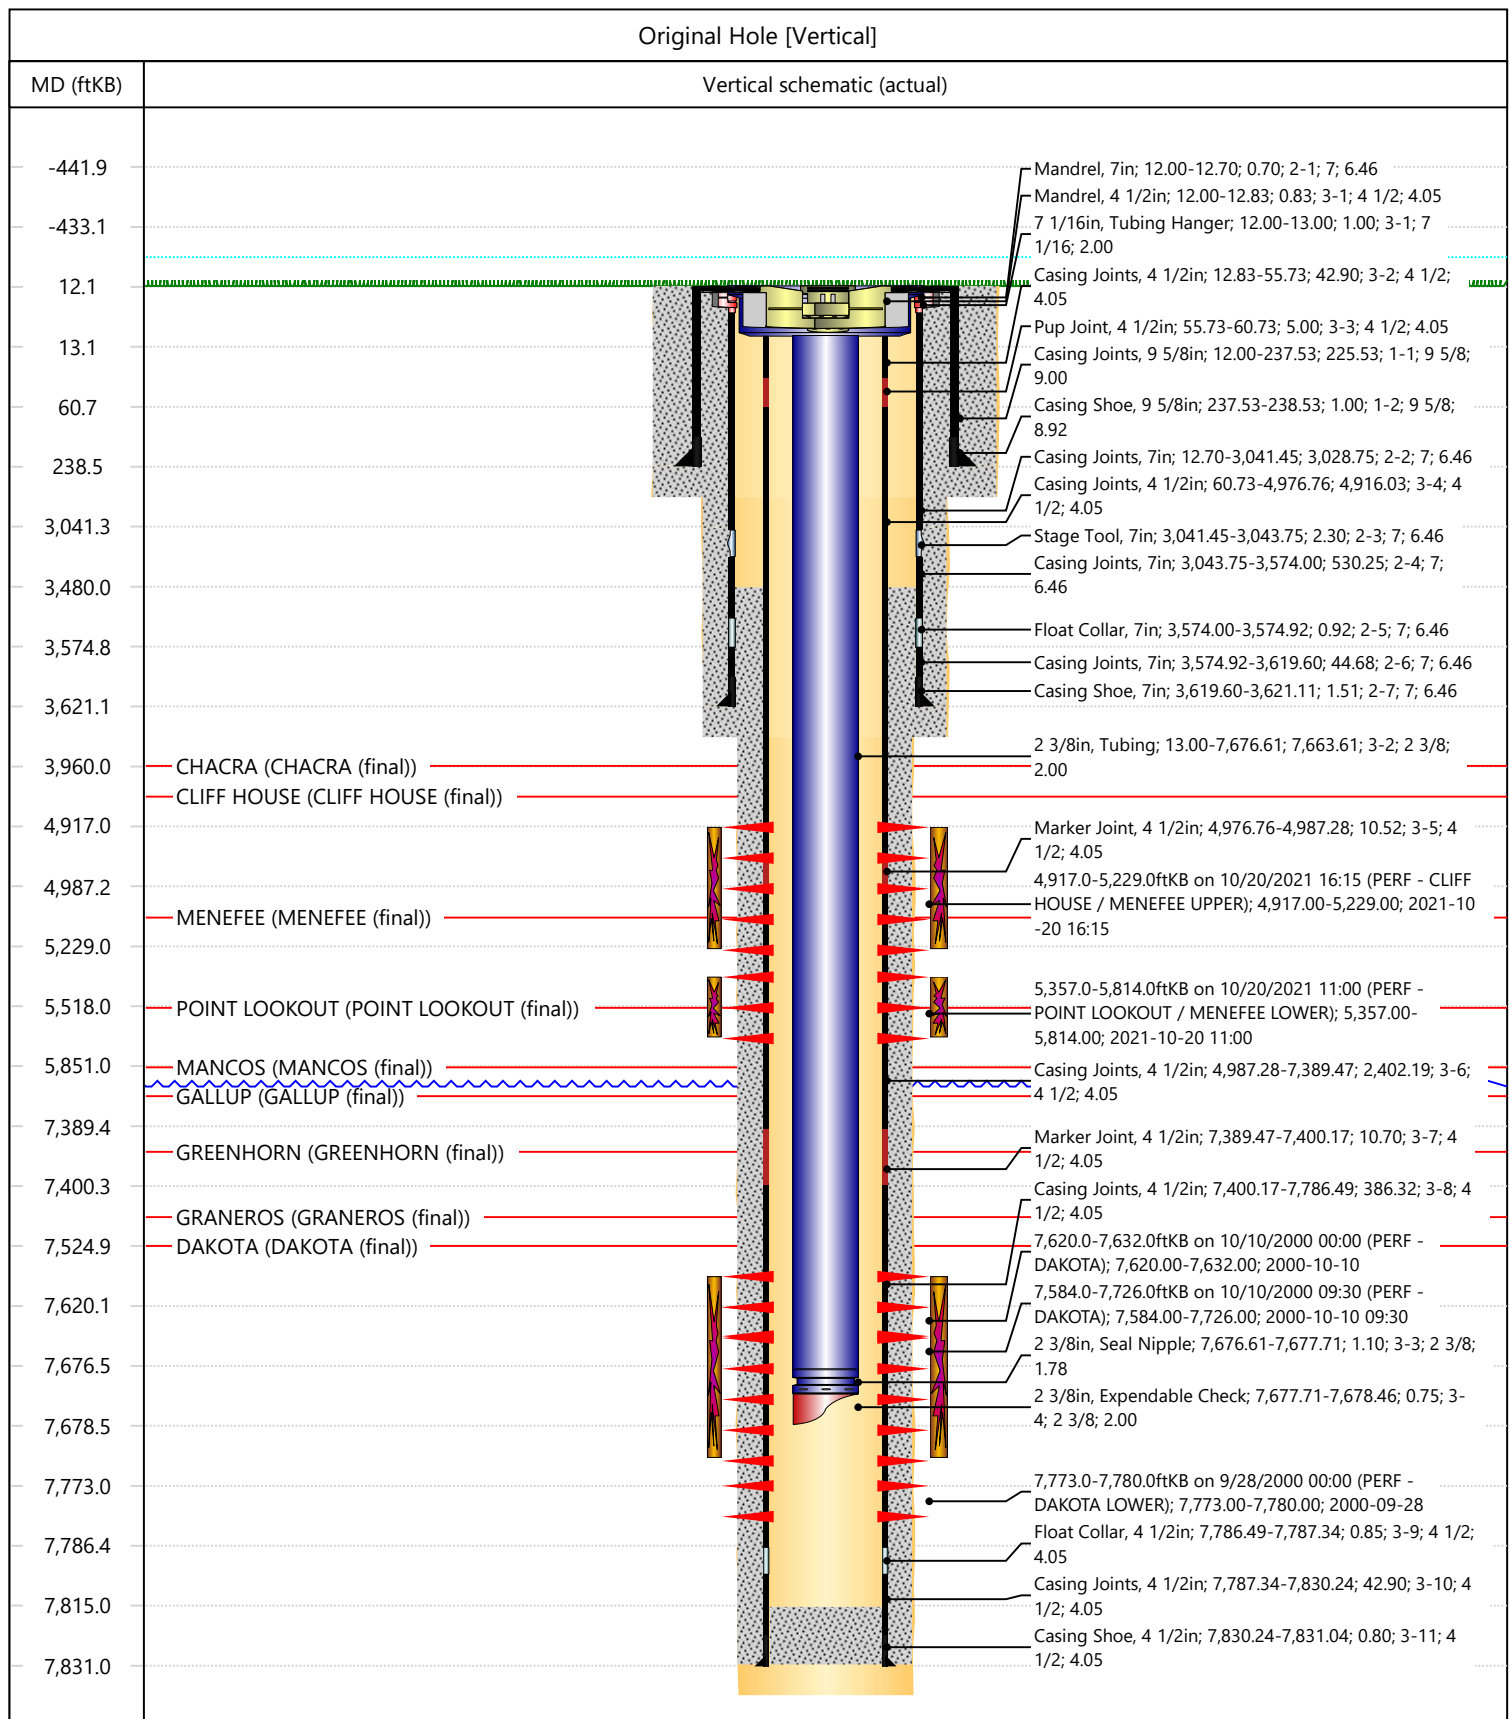 Original Hole [Vertical]
MD (ftKB)
Vertical schematic (actual)
-441.9
-433.1
12.1
13.1
60.7
238.5
3,041.3
3,480.0
3,574.8
3,621.1
3,960.0
4,917.0
4,987.2
5,229.0
5,518.0
5,851.0
7,389.4
7,400.3
7,524.9
7,620.1
7,676.5
7,678.5
7,773.0
7,786.4
7,815.0
7,831.0
CHACRA (CHACRA (final))
CLIFF HOUSE (CLIFF HOUSE (final))
MENEFEE (MENEFEE (final))
POINT LOOKOUT (POINT LOOKOUT (final))
MANCOS (MANCOS (final))
GALLUP (GALLUP (final))
GREENHORN (GREENHORN (final))
GRANEROS (GRANEROS (final))
DAKOTA (DAKOTA (final))
Mandrel, 7in; 12.00-12.70; 0.70; 2-1; 7; 6.46
Mandrel, 4 1/2in; 12.00-12.83; 0.83; 3-1; 4 1/2; 4.05
7 1/16in, Tubing Hanger; 12.00-13.00; 1.00; 3-1; 7
1/16; 2.00
Casing Joints, 4 1/2in; 12.83-55.73; 42.90; 3-2; 4 1/2;
4.05
Pup Joint, 4 1/2in; 55.73-60.73; 5.00; 3-3; 4 1/2; 4.05
Casing Joints, 9 5/8in; 12.00-237.53; 225.53; 1-1; 9 5/8;
9.00
Casing Shoe, 9 5/8in; 237.53-238.53; 1.00; 1-2; 9 5/8;
8.92
Casing Joints, 7in; 12.70-3,041.45; 3,028.75; 2-2; 7; 6.46
Casing Joints, 4 1/2in; 60.73-4,976.76; 4,916.03; 3-4; 4
1/2; 4.05
Stage Tool, 7in; 3,041.45-3,043.75; 2.30; 2-3; 7; 6.46
Casing Joints, 7in; 3,043.75-3,574.00; 530.25; 2-4; 7;
6.46
Float Collar, 7in; 3,574.00-3,574.92; 0.92; 2-5; 7; 6.46
Casing Joints, 7in; 3,574.92-3,619.60; 44.68; 2-6; 7; 6.46
Casing Shoe, 7in; 3,619.60-3,621.11; 1.51; 2-7; 7; 6.46
2 3/8in, Tubing; 13.00-7,676.61; 7,663.61; 3-2; 2 3/8;
2.00
Marker Joint, 4 1/2in; 4,976.76-4,987.28; 10.52; 3-5; 4
1/2; 4.05
4,917.0-5,229.0ftKB on 10/20/2021 16:15 (PERF - CLIFF
HOUSE / MENEFEE UPPER); 4,917.00-5,229.00; 2021-10
-20 16:15
5,357.0-5,814.0ftKB on 10/20/2021 11:00 (PERF -
POINT LOOKOUT / MENEFEE LOWER); 5,357.00-
5,814.00; 2021-10-20 11:00
Casing Joints, 4 1/2in; 4,987.28-7,389.47; 2,402.19; 3-6;
4 1/2; 4.05
Marker Joint, 4 1/2in; 7,389.47-7,400.17; 10.70; 3-7; 4
1/2; 4.05
Casing Joints, 4 1/2in; 7,400.17-7,786.49; 386.32; 3-8; 4
1/2; 4.05
7,620.0-7,632.0ftKB on 10/10/2000 00:00 (PERF -
DAKOTA); 7,620.00-7,632.00; 2000-10-10
7,584.0-7,726.0ftKB on 10/10/2000 09:30 (PERF -
DAKOTA); 7,584.00-7,726.00; 2000-10-10 09:30
2 3/8in, Seal Nipple; 7,676.61-7,677.71; 1.10; 3-3; 2 3/8;
1.78
2 3/8in, Expendable Check; 7,677.71-7,678.46; 0.75; 3-
4; 2 3/8; 2.00
7,773.0-7,780.0ftKB on 9/28/2000 00:00 (PERF -
DAKOTA LOWER); 7,773.00-7,780.00; 2000-09-28
Float Collar, 4 1/2in; 7,786.49-7,787.34; 0.85; 3-9; 4 1/2;
4.05
Casing Joints, 4 1/2in; 7,787.34-7,830.24; 42.90; 3-10; 4
1/2; 4.05
Casing Shoe, 4 1/2in; 7,830.24-7,831.04; 0.80; 3-11; 4
1/2; 4.05